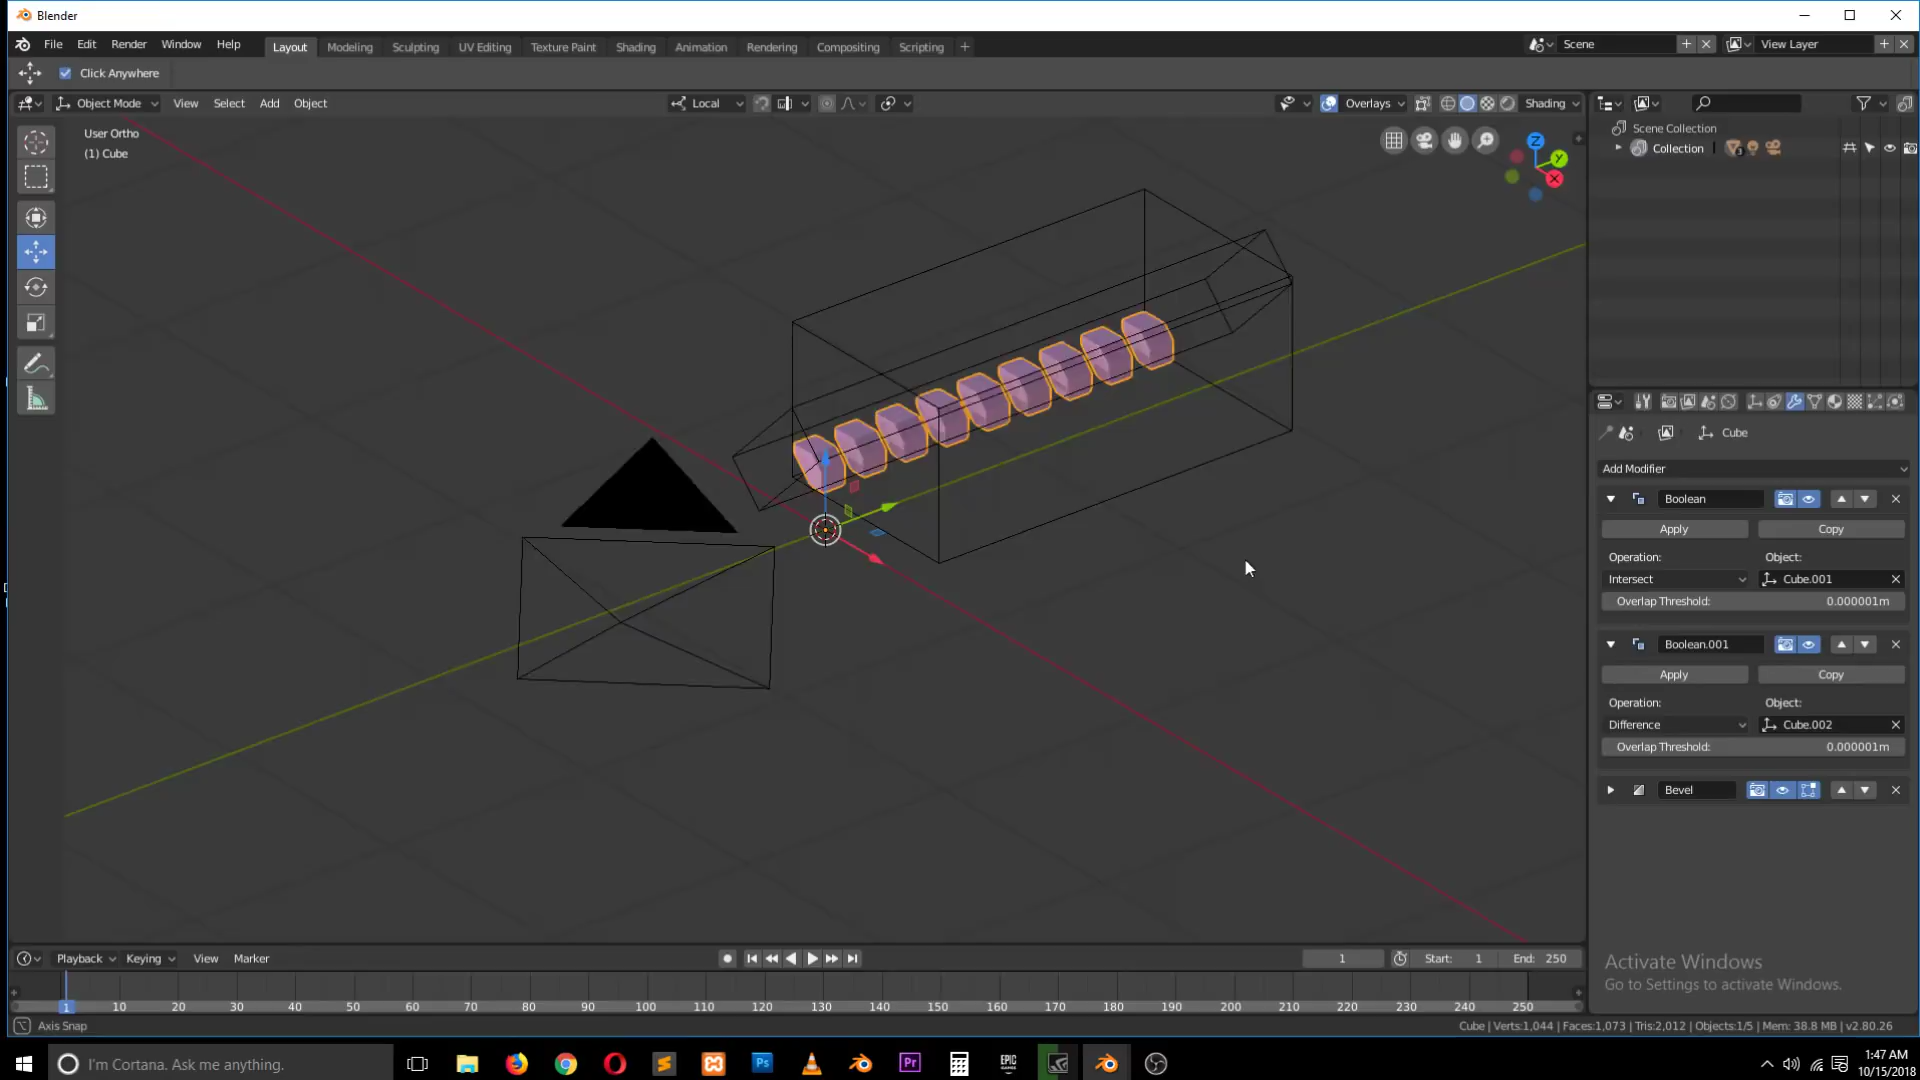 Blender
File Edit Render Window Help Layout Modeling Sculpting UV Editing Texture Paint Shading Animation Rendering Compositing Scripting + Scene View Layer
Click Anywhere
Object Mode View Select Add Object Local Overlays Shading
User Ortho
(1) Cube
Z
Y
X
Scene Collection
Collection
Cube
Add Modifier
Boolean
Apply Copy
Operation: Object:
Intersect Cube.001
Overlap Threshold: 0.000001m
Boolean.001
Apply Copy
Operation: Object:
Difference Cube.002
Overlap Threshold: 0.000001m
Bevel
Activate Windows
Go to Settings to activate Windows.
Playback Keying View Marker 1 Start: 1 End: 250
1 10 20 30 40 50 60 70 80 90 100 110 120 130 140 150 160 170 180 190 200 210 220 230 240 250
Axis Snap
Cube | Verts:1,044 | Faces:1,073 | Tris:2,012 | Objects:1/5 | Mem: 38.8 MB | v2.80.26
I'm Cortana. Ask me anything.
Ps
Pr
EPIC
1:47 AM
10/15/2018